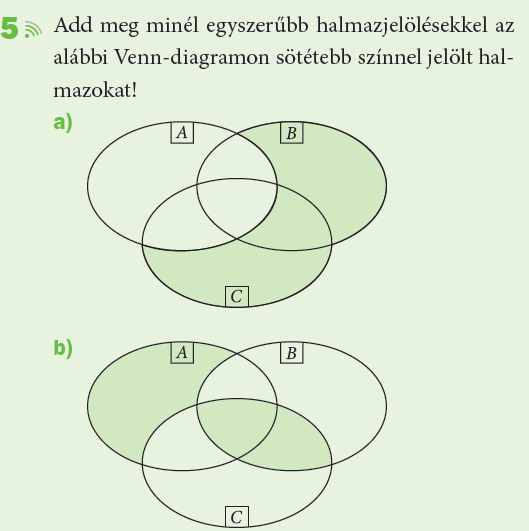 5 Add meg minél egyszerűbb halmazjelölésekkel az
alábbi Venn-diagramon sötétebb színnel jelölt hal-
mazokat!
a)
A B
C
b)
A B
C